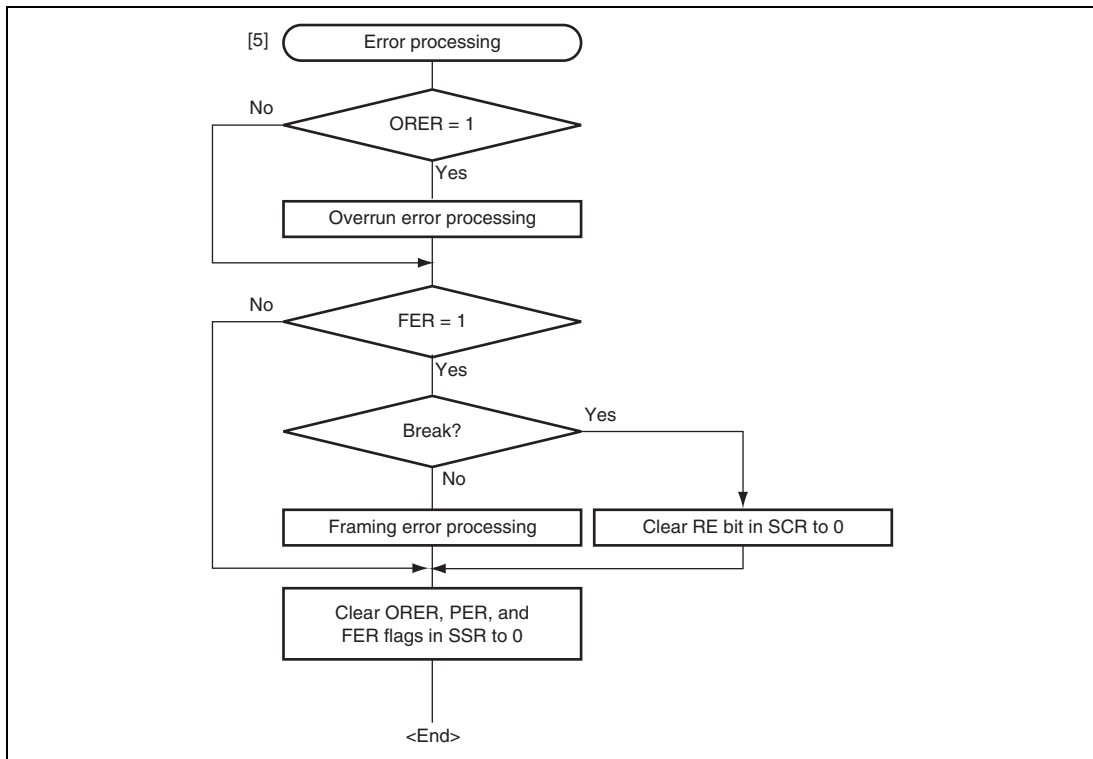 [5]
Error processing
No
ORER = 1
Yes
Overrun error processing
No
FER = 1
Yes
Break?
Yes
No
Framing error processing
Clear RE bit in SCR to 0
Clear ORER, PER, and
FER flags in SSR to 0
<End>